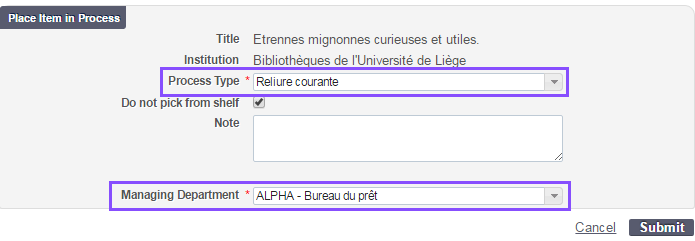 Place Item in Process
Title Etrennes mignonnes curieuses et utiles.
Institution Bibliothèques de l'Université de Liège
Process Type * Reliure courante
Do not pick from shelf
Note
Managing Department * ALPHA - Bureau du prêt
Cancel Submit